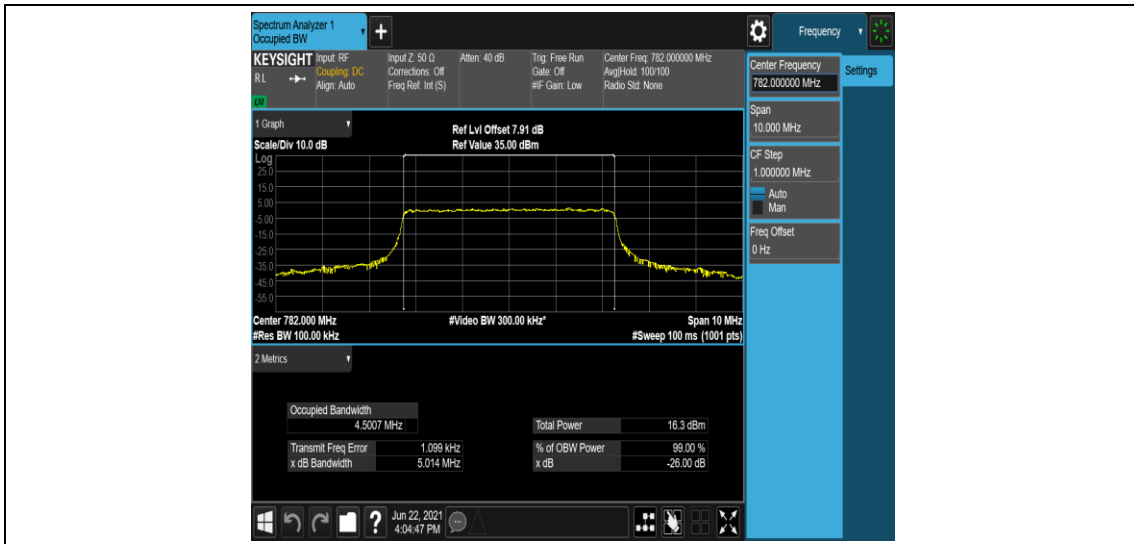 Spectrum Analyzer 1
Occupied BW
+
Frequency
KEYSIGHT Input: RF Input Z: 50 Ω Atten: 40 dB Trig: Free Run Center Freq: 782.000000 MHz
RL Coupling: DC Corrections: Off Gate: Off Avg|Hold: 100/100
Align: Auto Freq Ref: Int (S) #IF Gain: Low Radio Std: None
Center Frequency
782.000000 MHz
Settings
Span
10.000 MHz
CF Step
1.000000 MHz
Auto
Man
Freq Offset
0 Hz
1 Graph
Ref Lvl Offset 7.91 dB
Scale/Div 10.0 dB Ref Value 35.00 dBm
Log
25.0
15.0
5.00
-5.00
-15.0
-25.0
-35.0
-45.0
-55.0
Center 782.000 MHz #Video BW 300.00 kHz* Span 10 MHz
#Res BW 100.00 kHz #Sweep 100 ms (1001 pts)
2 Metrics
Occupied Bandwidth
4.5007 MHz
Total Power 16.3 dBm
Transmit Freq Error 1.099 kHz % of OBW Power 99.00 %
x dB Bandwidth 5.014 MHz x dB -26.00 dB
? Jun 22, 2021
4:04:47 PM